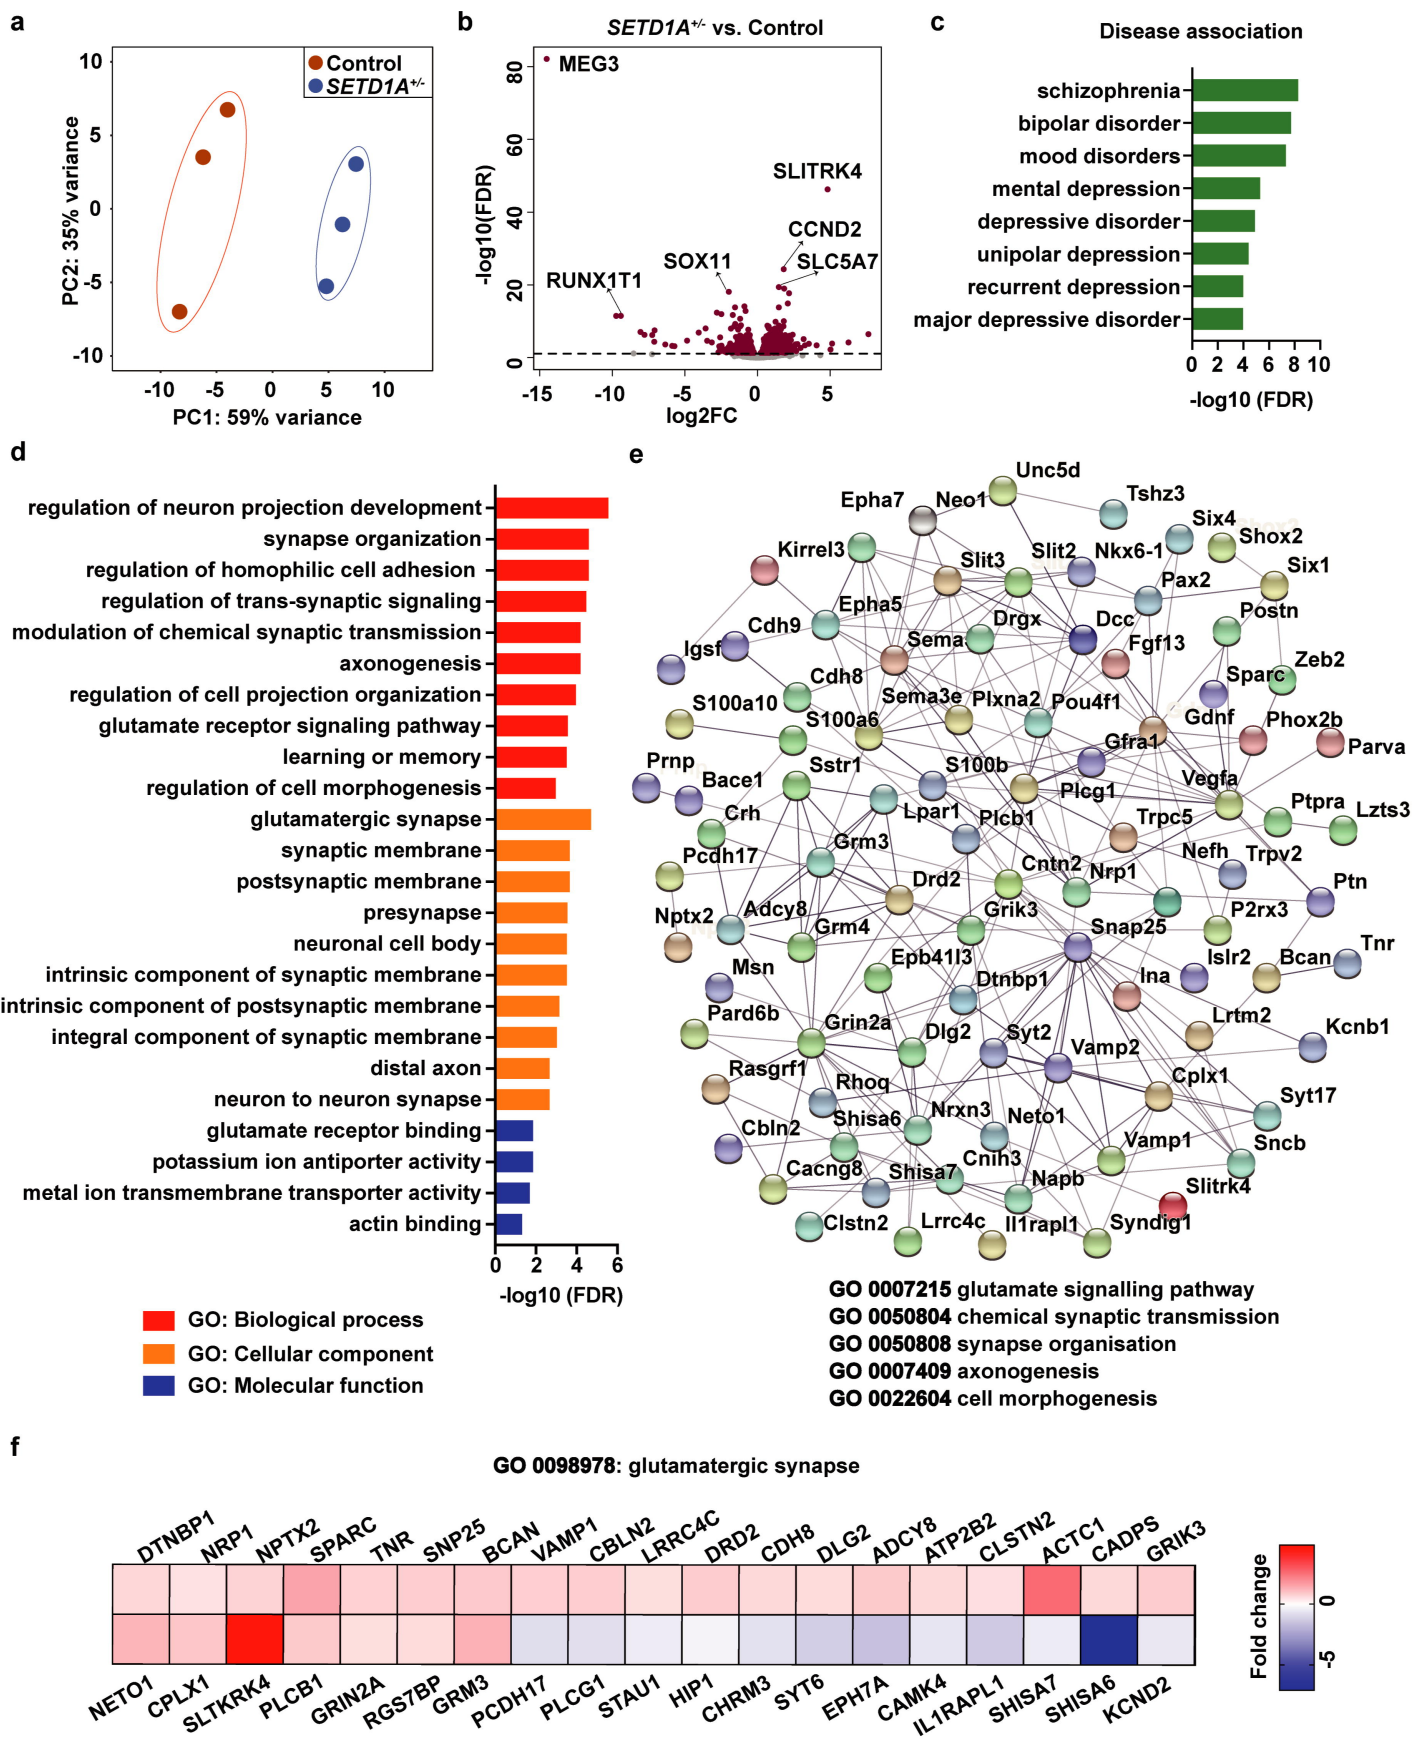 a
10
5
0
-5
-10
PC2: 35% variance
-10
-5
0
5
10
PC1: 59% variance
Control
SETD1A+/-
b
SETD1A+/- vs. Control
80
60
40
20
0
-log10(FDR)
MEG3
SLITRK4
CCND2
SOX11
SLC5A7
RUNX1T1
-15
-10
-5
0
5
log2FC
c
Disease association
schizophrenia
bipolar disorder
mood disorders
mental depression
depressive disorder
unipolar depression
recurrent depression
major depressive disorder
0 2 4 6 8 10
-log10 (FDR)
d
regulation of neuron projection development
synapse organization
regulation of homophilic cell adhesion
regulation of trans-synaptic signaling
modulation of chemical synaptic transmission
axonogenesis
regulation of cell projection organization
glutamate receptor signaling pathway
learning or memory
regulation of cell morphogenesis
glutamatergic synapse
synaptic membrane
postsynaptic membrane
presynapse
neuronal cell body
intrinsic component of synaptic membrane
intrinsic component of postsynaptic membrane
integral component of synaptic membrane
distal axon
neuron to neuron synapse
glutamate receptor binding
potassium ion antiporter activity
metal ion transmembrane transporter activity
actin binding
0 2 4 6
-log10 (FDR)
GO: Biological process
GO: Cellular component
GO: Molecular function
e
Unc5d
Epha7
Neo1
Tshz3
Six4
Shox2
Kirrel3
Slit3
Slit2
Nkx6-1
Six1
Pax2
Epha5
Postn
Cdh9
Drgx
Dcc
Igsf
Sema
Fgf13
Zeb2
Cdh8
Sparc
S100a10
Sema3e
Plxna2
Pou4f1
S100a6
Gdnf
Phox2b
Gfra1
Parva
Prnp
Bace1
Sstr1
S100b
Plcg1
Vegfa
Crh
Lpar1
Plcb1
Trpc5
Ptpra
Lzts3
Pcdh17
Grm3
Cntn2
Nrp1
Nefh
Trpv2
Drd2
Ptn
Nptx2
Adcy8
Grm4
Grik3
Snap25
P2rx3
Tnr
Msn
Epb41l3
Dtnbp1
Ina
Islr2
Bcan
Pard6b
Grin2a
Dlg2
Syt2
Vamp2
Lrtm2
Kcnb1
Rasgrf1
Rhoq
Cplx1
Syt17
Shisa6
Nrxn3
Neto1
Cbln2
Vamp1
Sncb
Cacng8
Shisa7
Cnih3
Napb
Slitrk4
Clstn2
Lrrc4c
Il1rapl1
Syndig1
GO 0007215 glutamate signalling pathway
GO 0050804 chemical synaptic transmission
GO 0050808 synapse organisation
GO 0007409 axonogenesis
GO 0022604 cell morphogenesis
f
GO 0098978: glutamatergic synapse
DTNBP1 NRP1 NPTX2 SPARC TNR SNP25 BCAN VAMP1 CBLN2 LRRC4C DRD2 CDH8 DLG2 ADCY8 ATP2B2 CLSTN2 ACTC1 CADPS GRIK3
NETO1 CPLX1 SLTKRK4 PLCB1 GRIN2A RGS7BP GRM3 PCDH17 PLCG1 STAU1 HIP1 CHRM3 SYT6 EPH7A CAMK4 IL1RAPL1 SHISA7 SHISA6 KCND2
Fold change
0
-5